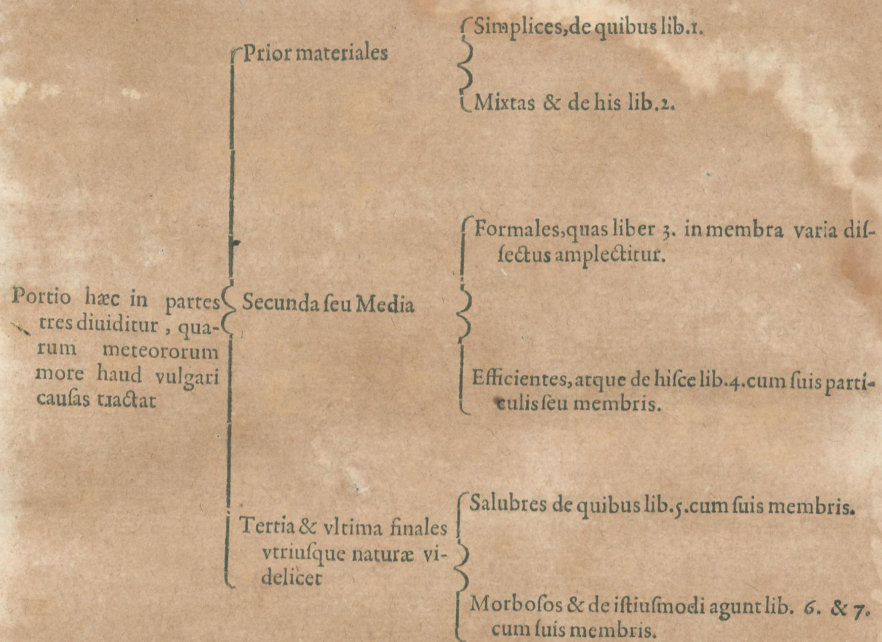 Portio hæc in partes
tres diuiditur, qua-
rum meteororum
more haud vulgari
cauſas tractat
Prior materiales
Simplices, de quibus lib.1.
Mixtas & de his lib.2.
Secunda ſeu Media
Formales, quas liber 3. in membra varia diſ-
ſectus amplectitur.
Efficientes, atque de hiſce lib.4. cum ſuis parti-
culis ſeu membris.
Tertia & vltima finales
vtriuſque naturæ vi-
delicet
Salubres de quibus lib.5. cum ſuis membris.
Morboſos & de iſtiuſmodi agunt lib. 6. & 7.
cum ſuis membris.